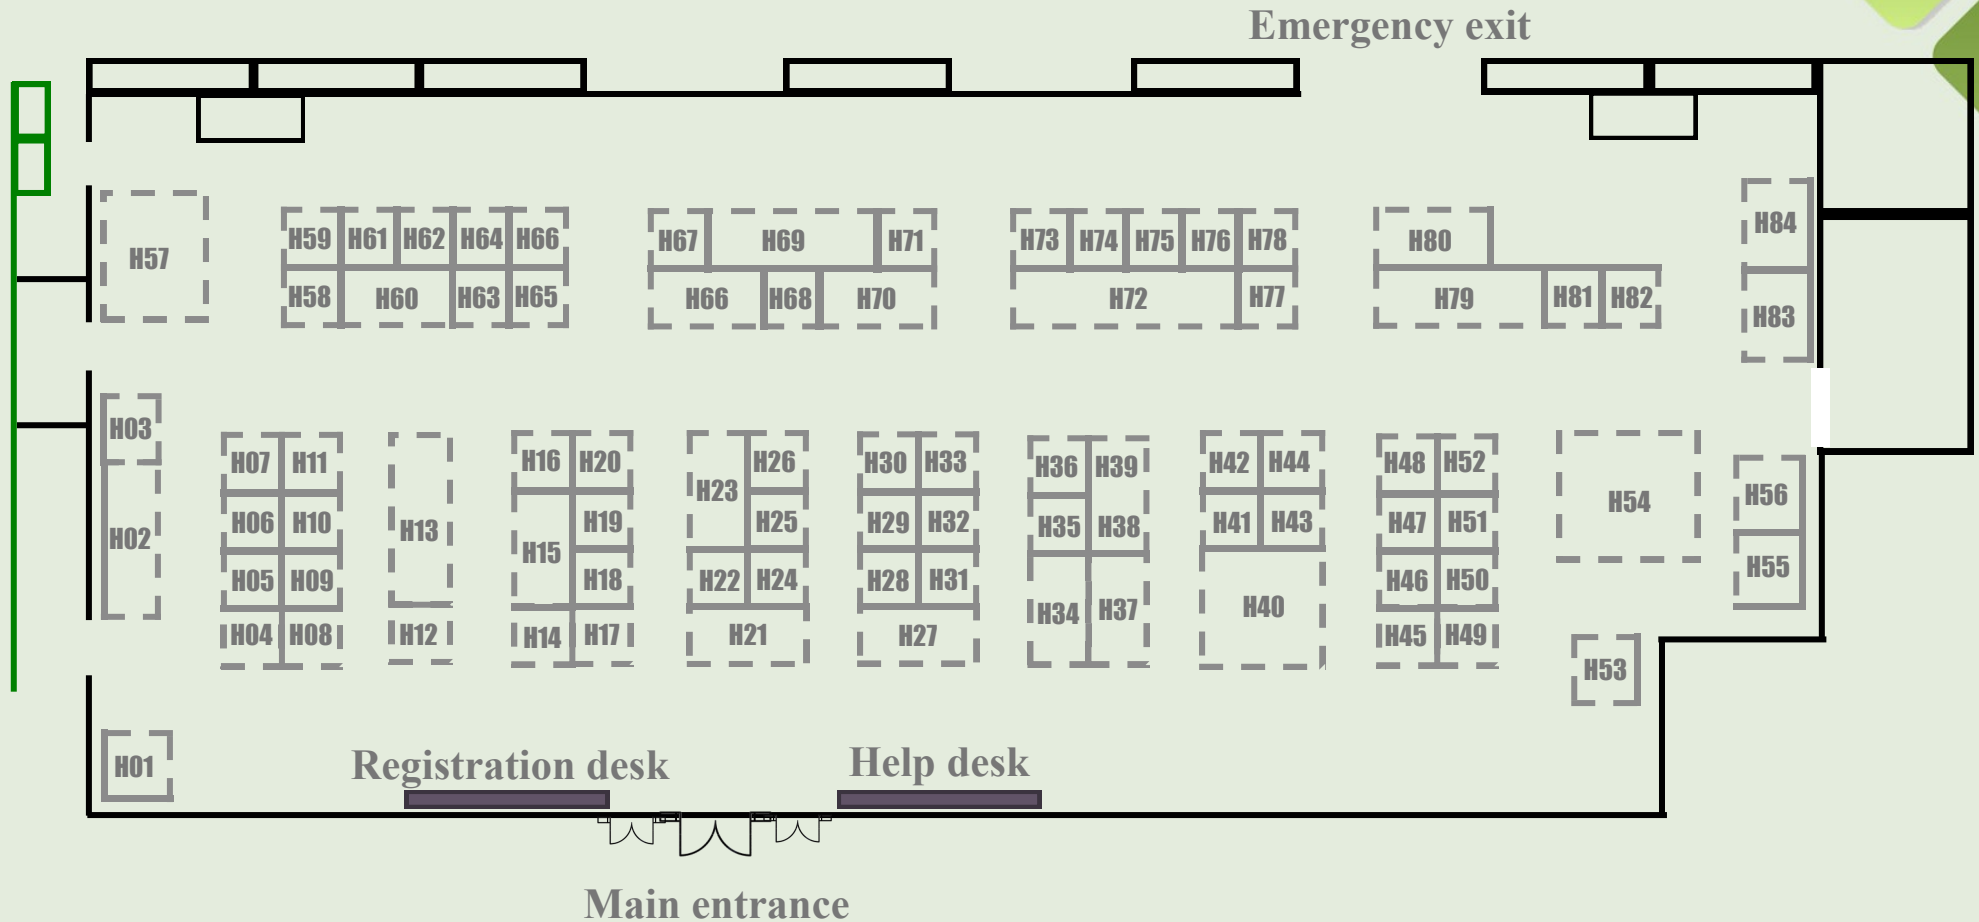 Emergency exit
H84
H57
H59 H61 H62 H64 H66
H58 H60 H63 H65
H67 H69 H71
H66 H68 H70
H73 H74 H75 H76 H78
H72 H77
H80
H79 H81 H82
H83
H03
H02
H07 H11
H06 H10
H05 H09
H04 H08
H13
H12
H16 H20
H15 H19
H18
H14 H17
H26
H23 H25
H22 H24
H21
H30 H33
H29 H32
H28 H31
H27
H36 H39
H35 H38
H34 H37
H42 H44
H41 H43
H40
H48 H52
H47 H51
H46 H50
H45 H49
H54
H56
H55
H53
H01
Registration desk
Help desk
Main entrance